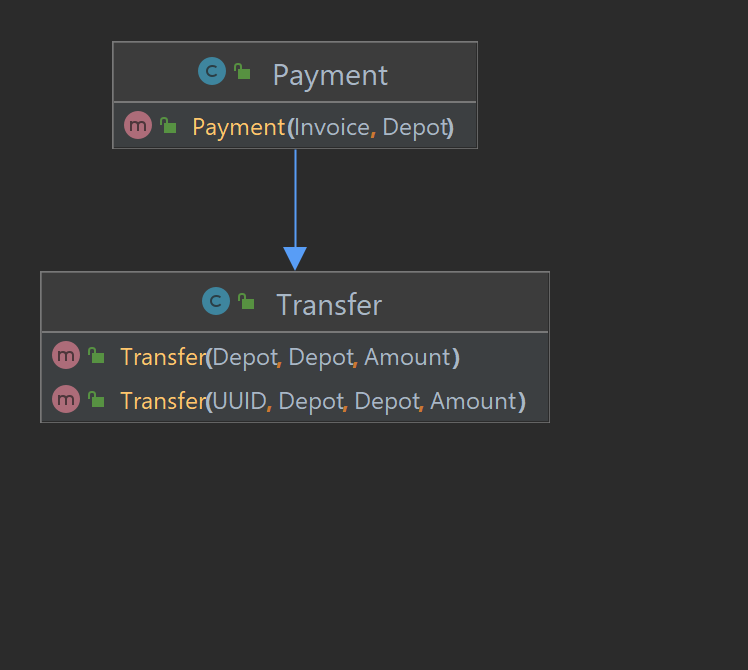 C Payment
m Payment(Invoice, Depot)
C Transfer
m Transfer(Depot, Depot, Amount)
m Transfer(UUID, Depot, Depot, Amount)